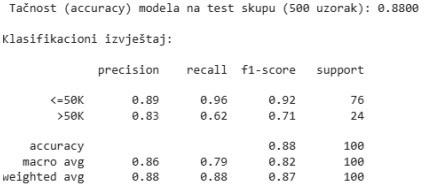 Tačnost (accuracy) modela na test skupu (500 uzorak): 0.8800
Klasifikacioni izvještaj:
precision recall f1-score support
<=50K 0.89 0.96 0.92 76
>50K 0.83 0.62 0.71 24
accuracy 0.88 100
macro avg 0.86 0.79 0.82 100
weighted avg 0.88 0.88 0.87 100